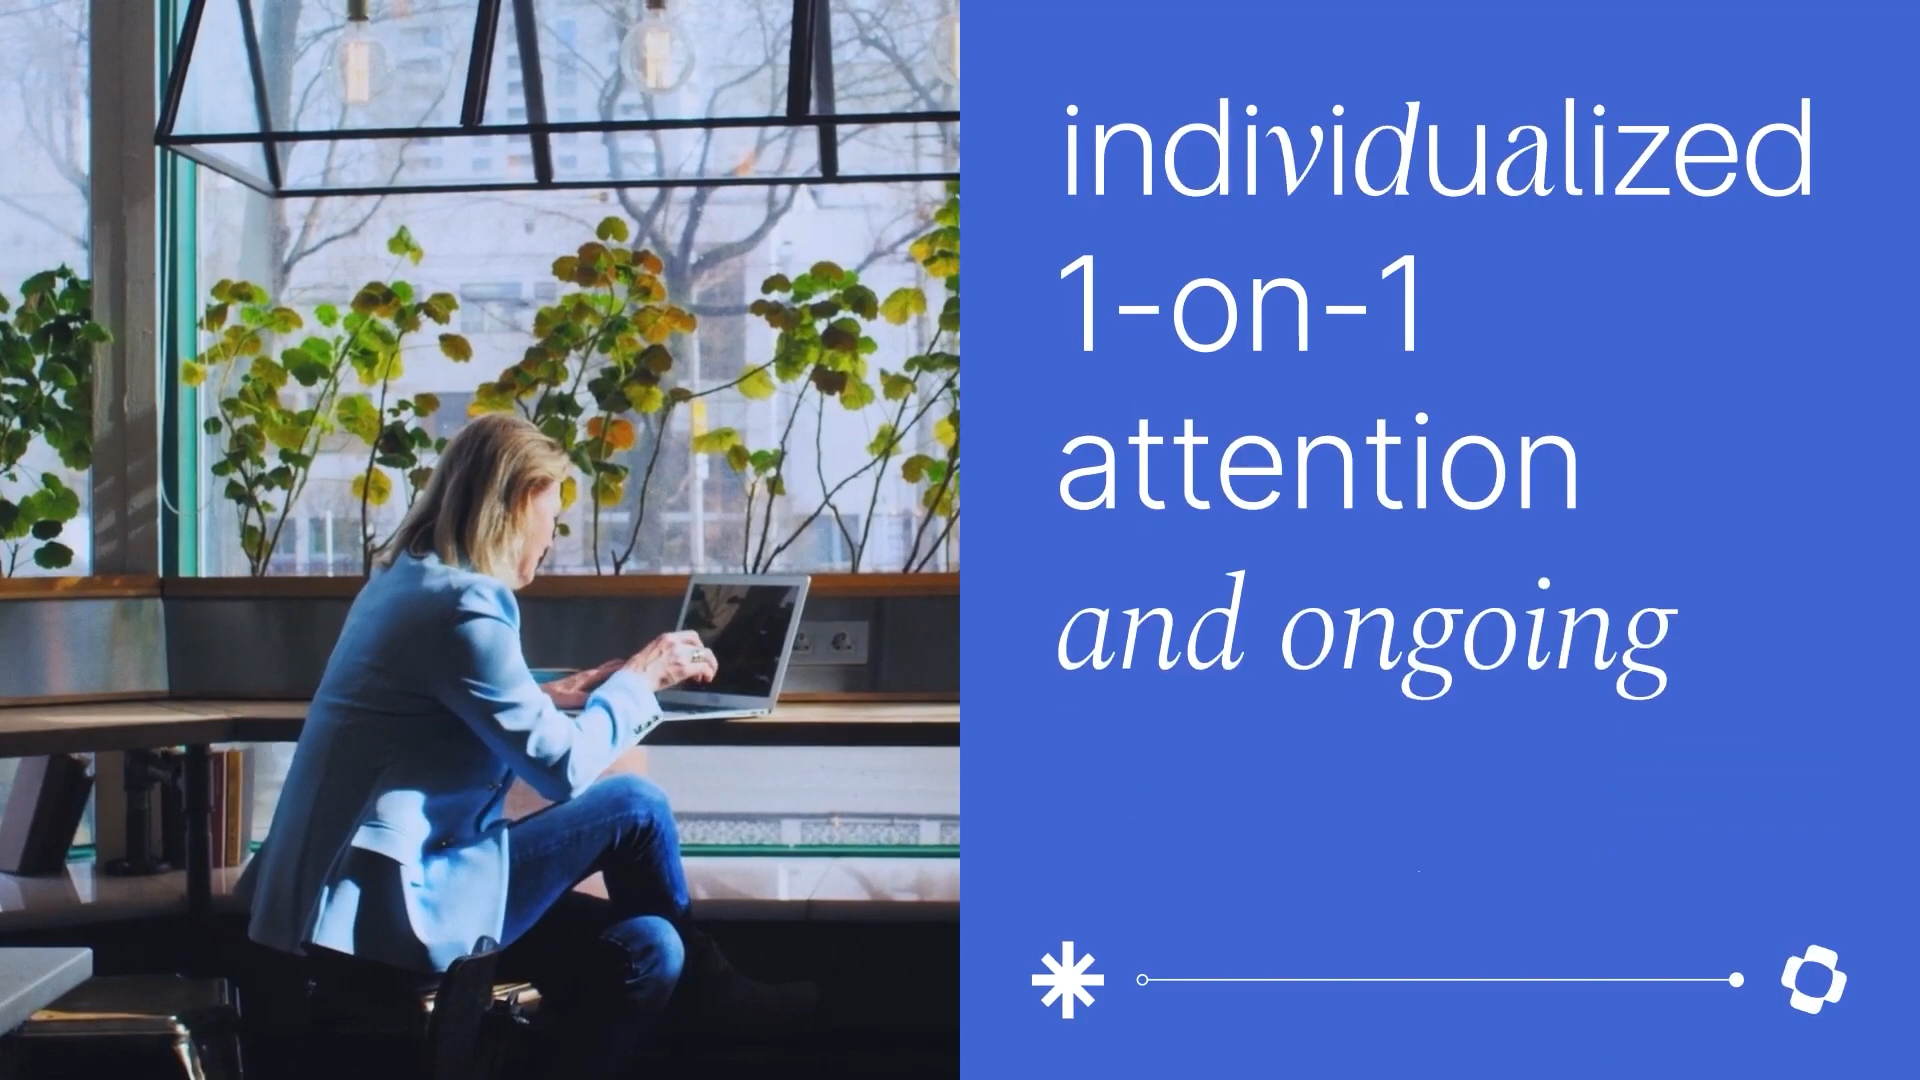 individualized
1-on-1
attention
and ongoing